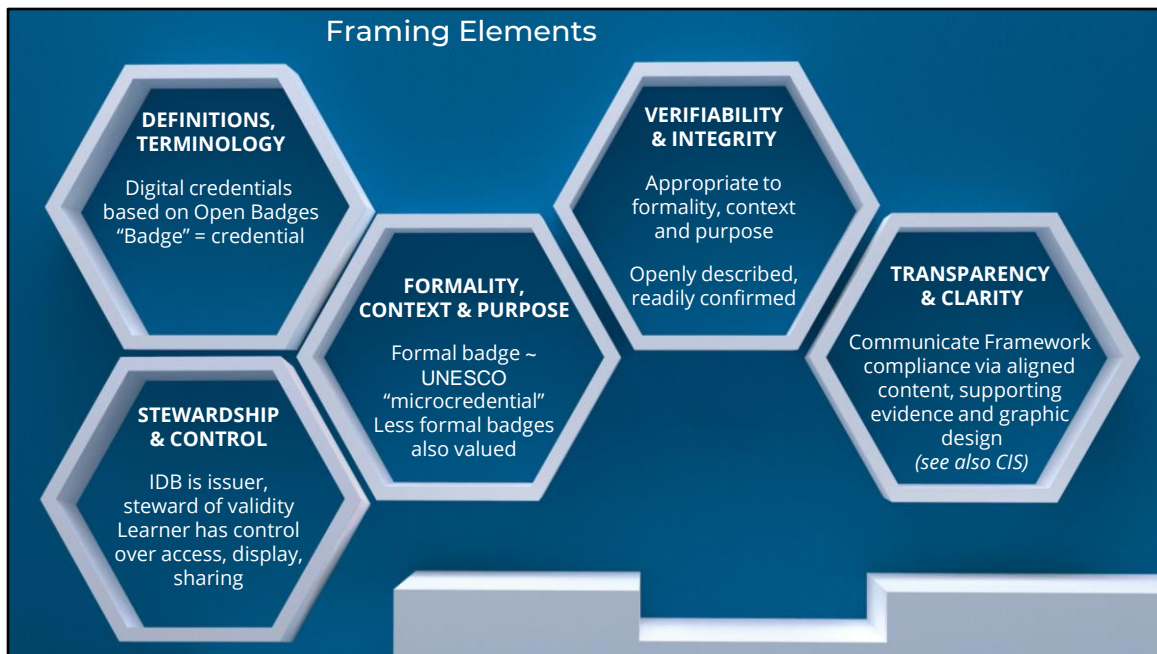 Framing Elements
DEFINITIONS,
TERMINOLOGY
Digital credentials
based on Open Badges
“Badge” = credential
STEWARDSHIP
& CONTROL
IDB is issuer,
steward of validity
Learner has control
over access, display,
sharing
FORMALITY,
CONTEXT & PURPOSE
Formal badge ~
UNESCO
“microcredential”
Less formal badges
also valued
VERIFIABILITY
& INTEGRITY
Appropriate to
formality, context
and purpose
Openly described,
readily confirmed
TRANSPARENCY
& CLARITY
Communicate Framework
compliance via aligned
content, supporting
evidence and graphic
design
(see also CIS)